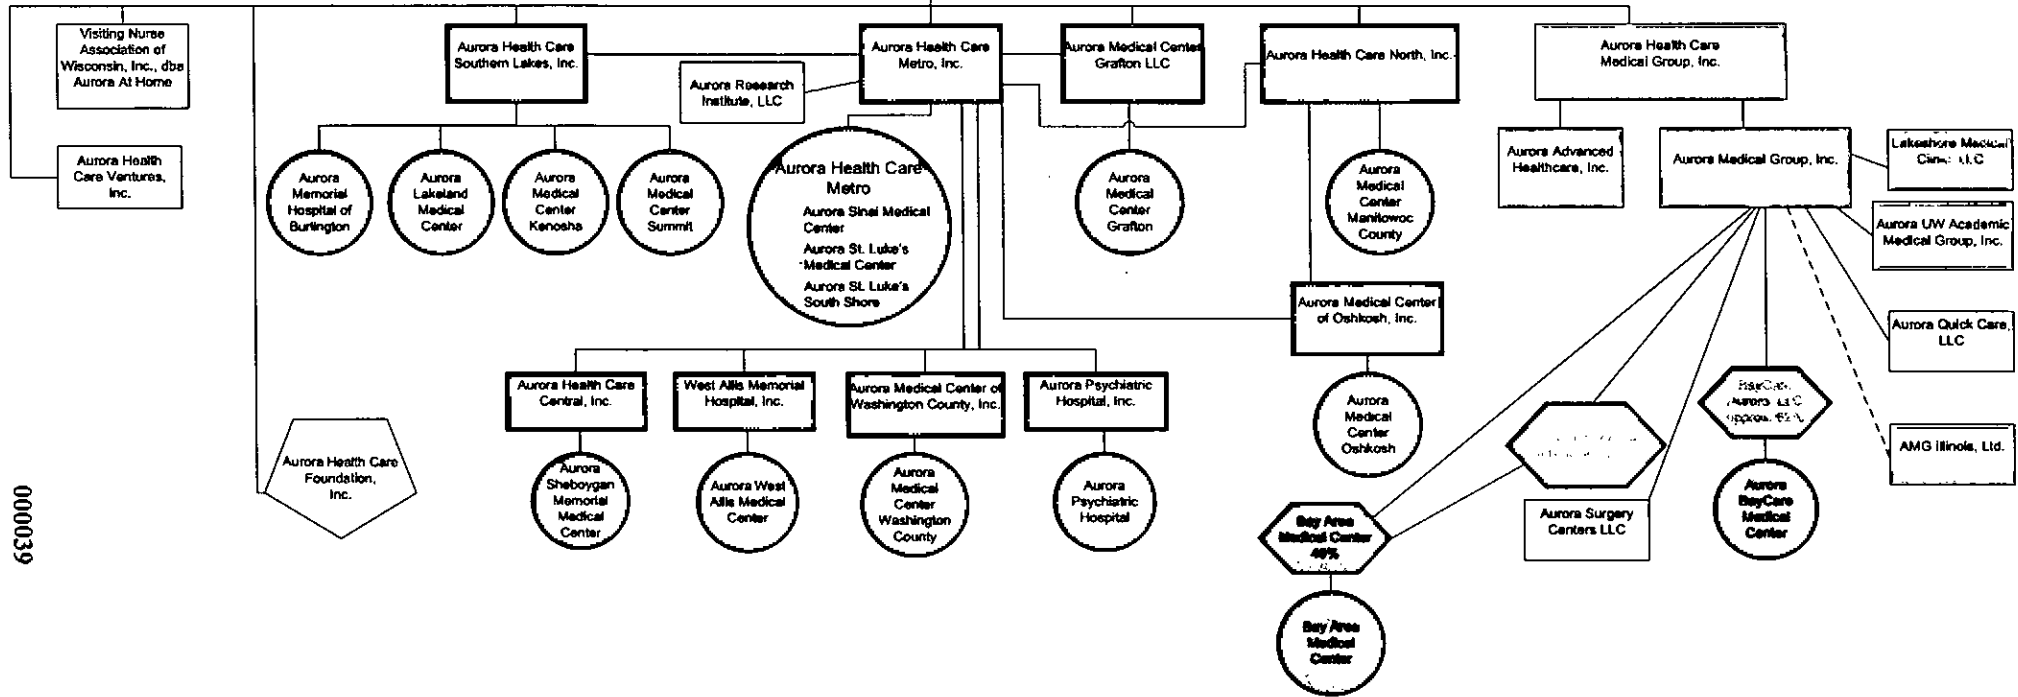 Visiting Nurse
Association of
Wisconsin, Inc., dba
Aurora At Home
Aurora Health Care
Southern Lakes, Inc.
Aurora Health Care
Metro, Inc.
Aurora Medical Center
Grafton LLC
Aurora Health Care North, Inc.
Aurora Health Care
Medical Group, Inc.
Aurora Research
Institute, LLC
Aurora Health
Care Ventures,
Inc.
Aurora
Memorial
Hospital of
Burlington
Aurora
Lakeland
Medical
Center
Aurora
Medical
Center
Kenosha
Aurora
Medical
Center
Summit
Aurora Health Care
Metro
Aurora Sinai Medical
Center
Aurora St. Luke's
Medical Center
Aurora St. Luke's
South Shore
Aurora
Medical
Center
Grafton
Aurora
Medical
Center
Manitowoc
County
Aurora Advanced
Healthcare, Inc.
Aurora Medical Group, Inc.
Lakeshore Medical
Clinic LLC
Aurora UW Academic
Medical Group, Inc.
Aurora Medical Center
of Oshkosh, Inc.
Aurora Quick Care,
LLC
Aurora Health Care
Central, Inc.
West Allis Memorial
Hospital, Inc.
Aurora Medical Center of
Washington County, Inc.
Aurora Psychiatric
Hospital, Inc.
Aurora
Medical
Center
Oshkosh
BayCare
Aurora, LLC
AMG Illinois, Ltd.
Aurora Health Care
Foundation,
Inc.
Aurora
Sheboygan
Memorial
Medical
Center
Aurora West
Allis Medical
Center
Aurora
Medical
Center
Washington
County
Aurora
Psychiatric
Hospital
Bay Area
Medical Center
49%
Aurora Surgery
Centers LLC
Aurora
BayCare
Medical
Center
Bay Area
Medical
Center
000039